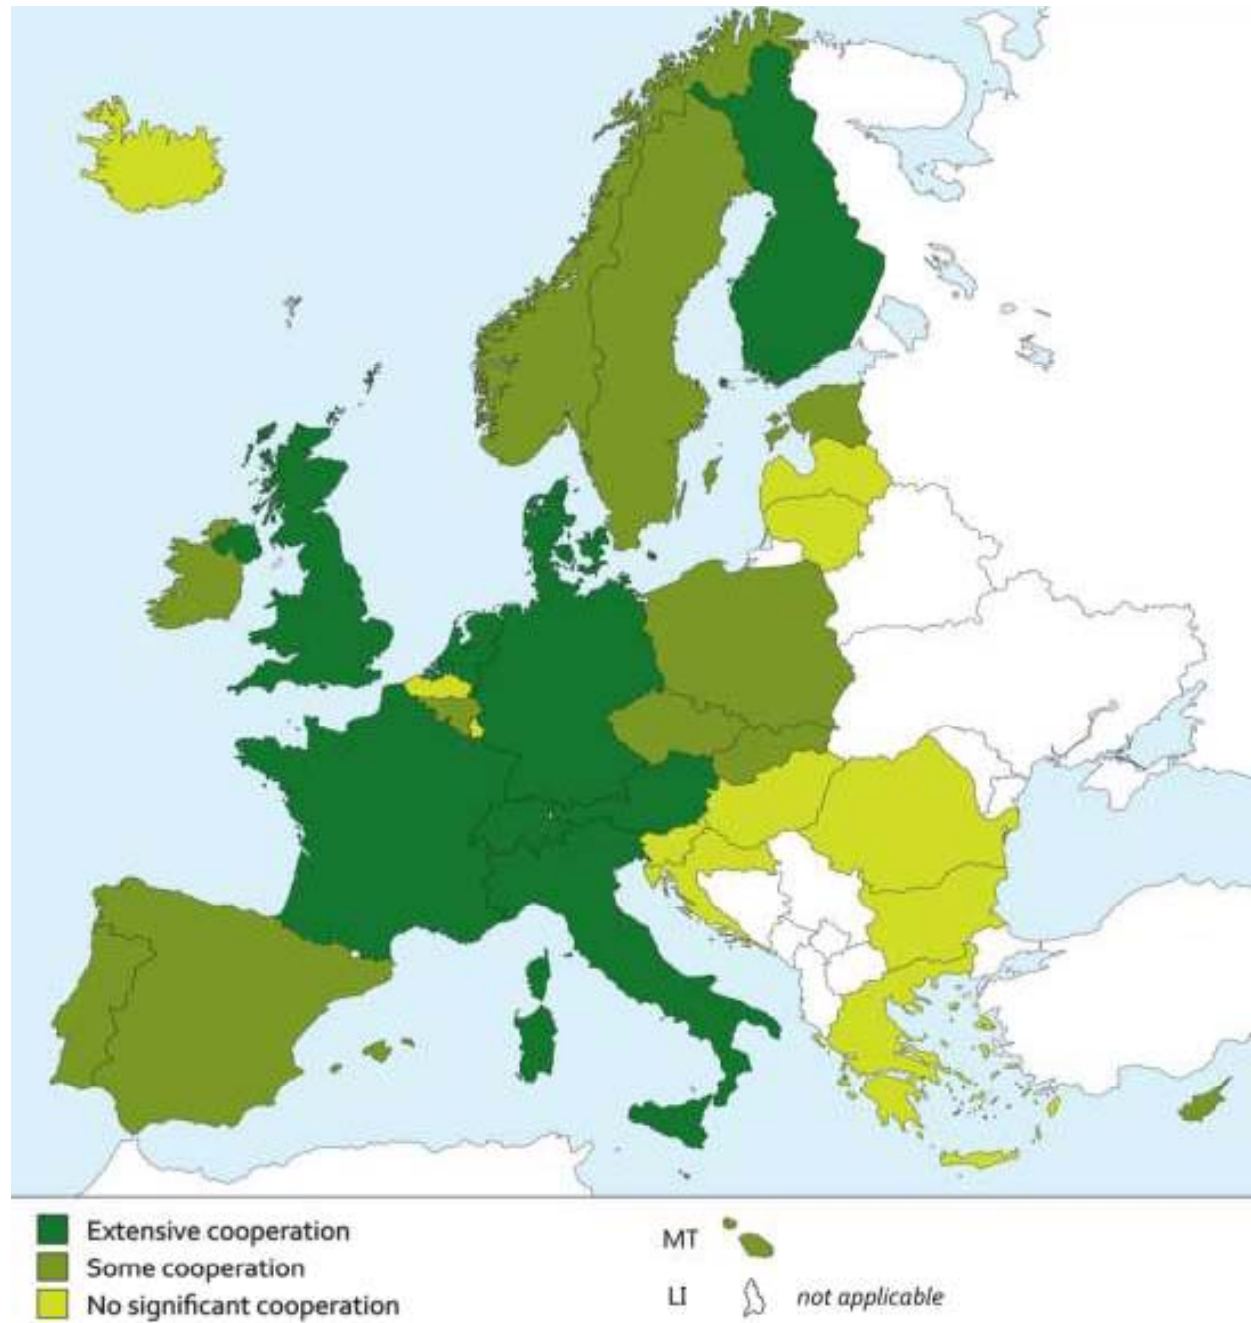 Extensive cooperation
Some cooperation
No significant cooperation
MT
LI not applicable